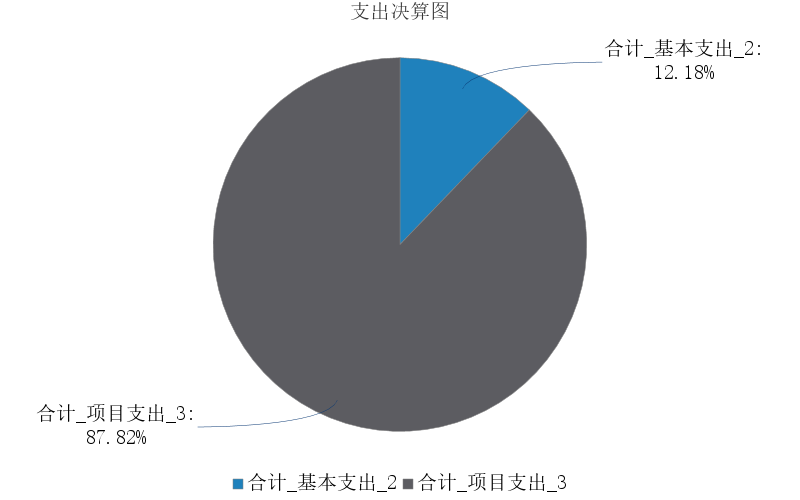 支出决算图
合计_基本支出_2:
12.18%
合计_项目支出_3:
87.82%
合计_基本支出_2 合计_项目支出_3